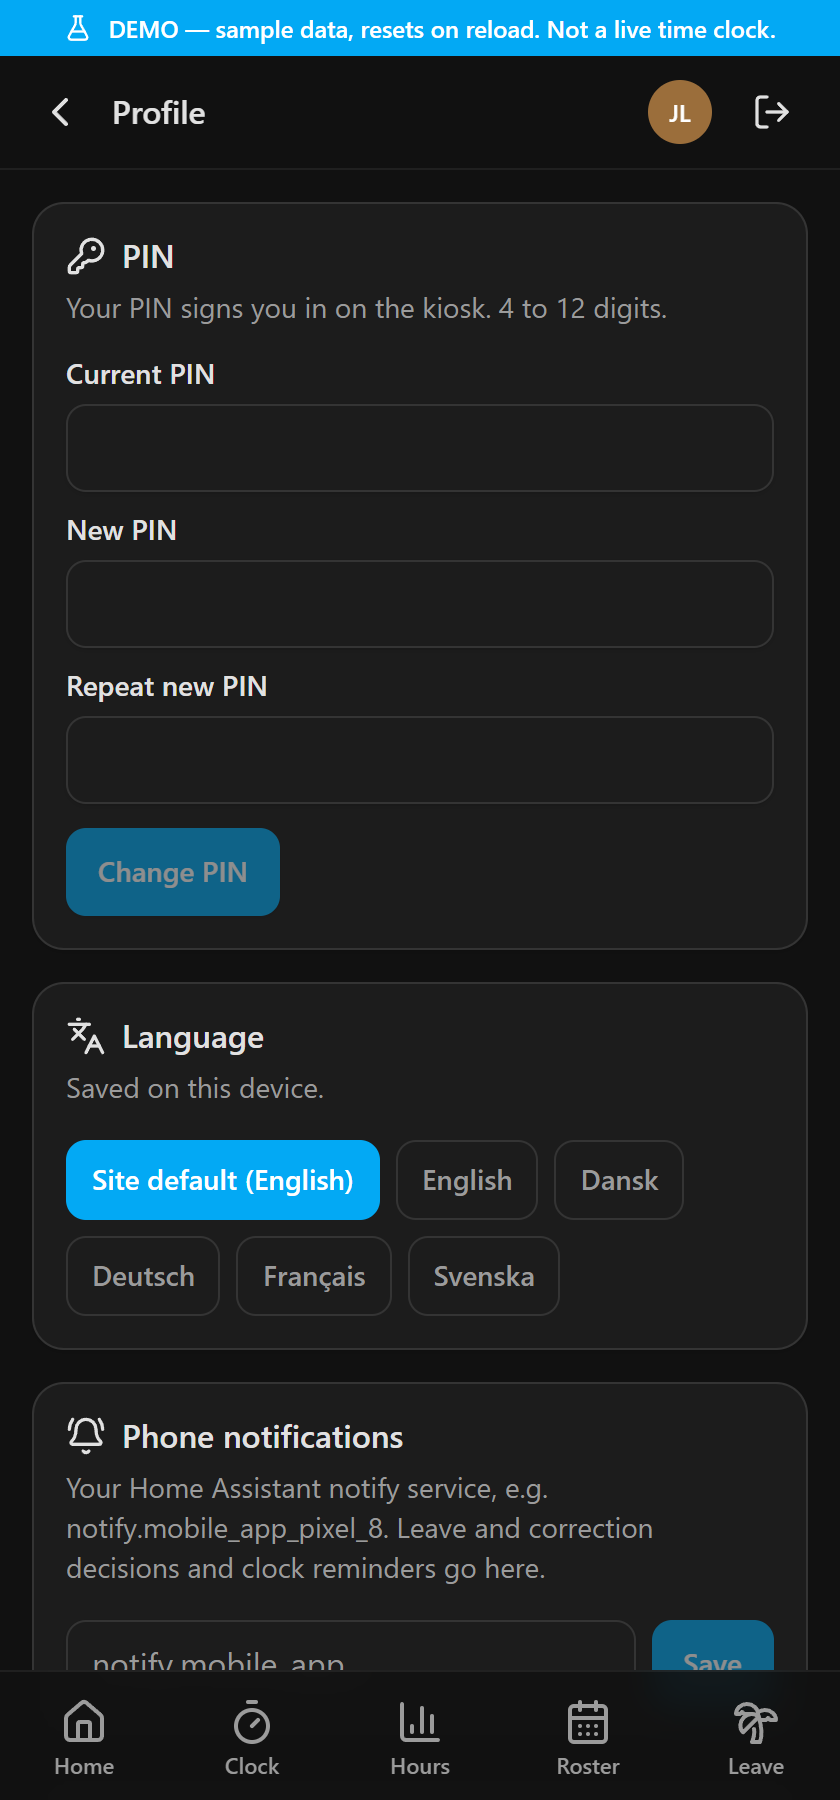 DEMO — sample data, resets on reload. Not a live time clock.
Profile
JL
PIN
Your PIN signs you in on the kiosk. 4 to 12 digits.
Current PIN
New PIN
Repeat new PIN
Change PIN
Language
Saved on this device.
Site default (English)
English
Dansk
Deutsch
Français
Svenska
Phone notifications
Your Home Assistant notify service, e.g.
notify.mobile_app_pixel_8. Leave and correction
decisions and clock reminders go here.
notify.mobile_app_
Save
Home
Clock
Hours
Roster
Leave